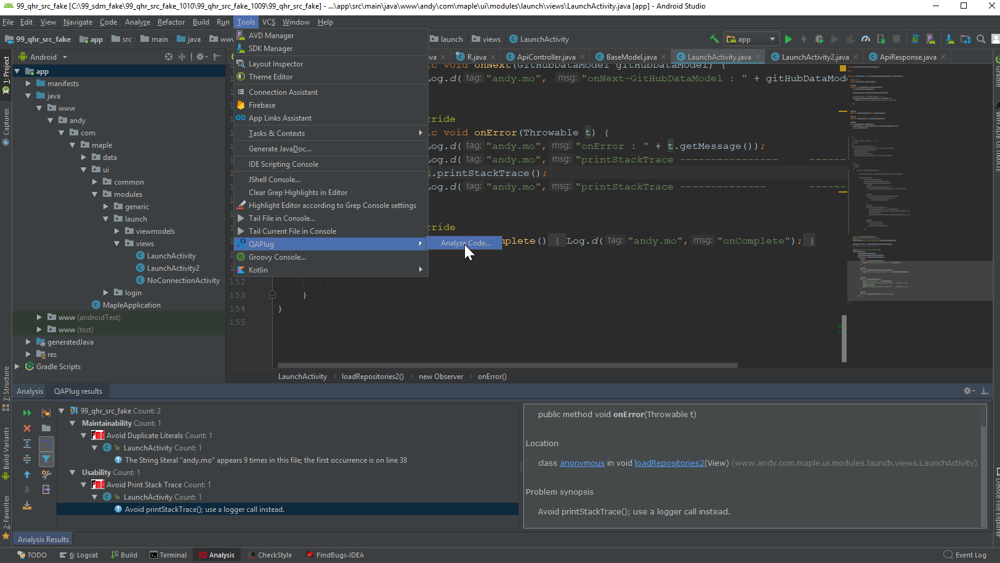 99_qhr_src_fake [C:\99_sdm_fake\99_qhr_src_fake_1010\99_qhr_src_fake_1009\99_qhr_src_fake] - ...\app\src\main\java\www\andy\com\maple\ui\modules\launch\views\LaunchActivity.java [app] - Android Studio
File Edit View Navigate Code Analyze Refactor Build Run Tools VCS Window Help
99_qhr_src_fake app src main java www launch views LaunchActivity app
Android
R.java ApiController.java BaseModel.java LaunchActivity.java LaunchActivity2.java ApiResponse.java
1: Project
Captures
7: Structure
Build Variants
2: Favorites
app
manifests
java
www
andy
com
maple
data
ui
common
modules
generic
launch
viewmodels
views
LaunchActivity
LaunchActivity2
NoConnectionActivity
login
MapleApplication
www (androidTest)
www (test)
generatedJava
res
Gradle Scripts
AVD Manager
SDK Manager
Layout Inspector
Theme Editor
Connection Assistant
Firebase
App Links Assistant
Tasks & Contexts
Generate JavaDoc...
IDE Scripting Console
JShell Console...
Clear Grep Highlights in Editor
Highlight Editor according to Grep Console settings
Tail File in Console...
Tail Current File in Console
QAPlug
Analyze Code...
Groovy Console...
Kotlin
ic void onNext(GitHubDataModel gitHubDataModel) {
Log.d( tag: "andy.mo", msg: "onNext-GitHubDataModel : " + gitHubDataMod
ride
ic void onError(Throwable t) {
Log.d( tag: "andy.mo", msg: "onError : " + t.getMessage());
Log.d( tag: "andy.mo", msg: "printStackTrace ---------------- ------
t.printStackTrace();
Log.d( tag: "andy.mo", msg: "printStackTrace -------------- ------
ride
mplete() { Log.d( tag: "andy.mo", msg: "onComplete"); }
152
153 }
154 }
155
LaunchActivity loadRepositories2() new Observer onError()
Gradle
WIFI ADB ULTIMATE
Device File Explorer
Analysis QAPlug results
99_qhr_src_fake Count: 2
Maintainability Count: 1
Avoid Duplicate Literals Count: 1
LaunchActivity Count: 1
The String literal "andy.mo" appears 9 times in this file; the first occurrence is on line 38
Usability Count: 1
Avoid Print Stack Trace Count: 1
LaunchActivity Count: 1
Avoid printStackTrace(); use a logger call instead.
public method void onError(Throwable t)
Location
class anonymous in void loadRepositories2(View) (www.andy.com.maple.ui.modules.launch.views.LaunchActivity)
Problem synopsis
Avoid printStackTrace(); use a logger call instead.
Analysis Results
TODO 6: Logcat Build Terminal Analysis CheckStyle FindBugs-IDEA Event Log